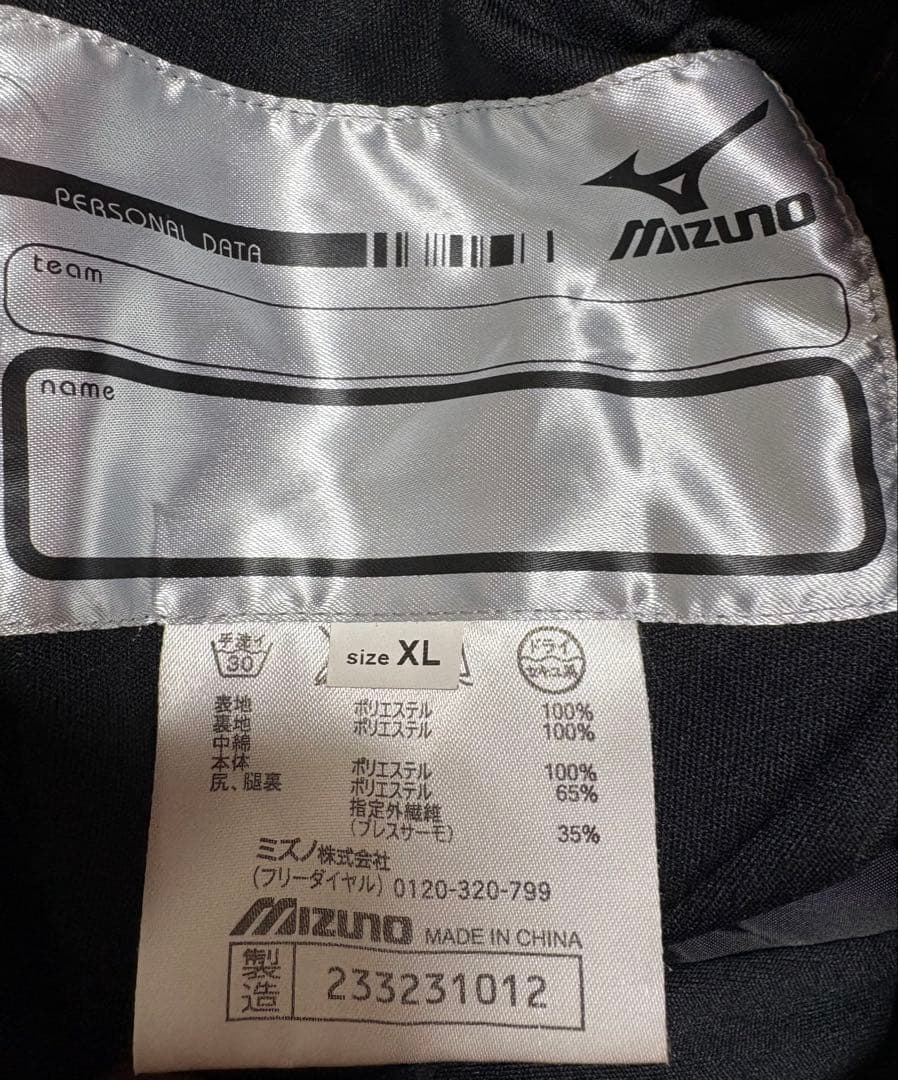 MIZUNO
PERSONAL DATA
team
name
手洗イ
30
size XL
ドライ
セキユ系
表地 ポリエステル 100%
裏地 ポリエステル 100%
中綿
本体 ポリエステル 100%
尻、腿裏 ポリエステル 65%
指定外繊維
(ブレスサーモ) 35%
ミズノ株式会社
(フリーダイヤル) 0120-320-799
MIZUNO MADE IN CHINA
製造 233231012